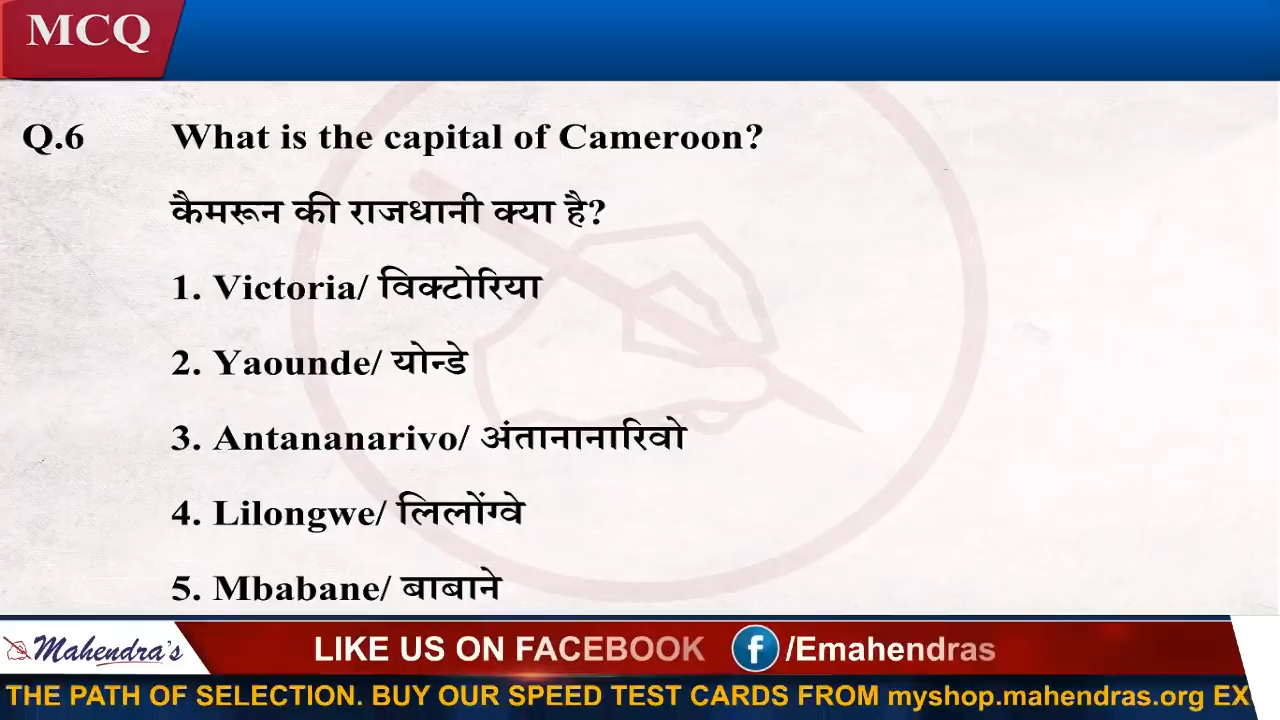 MCQ
Q.6 What is the capital of Cameroon?
कैमरून की राजधानी क्या है?
1. Victoria/ विक्टोरिया
2. Yaounde/ योन्डे
3. Antananarivo/ अंतानानारिवो
4. Lilongwe/ लिलोंग्वे
5. Mbabane/ बाबाने
Mahendra's LIKE US ON FACEBOOK f /Emahendras
THE PATH OF SELECTION. BUY OUR SPEED TEST CARDS FROM myshop.mahendras.org EX